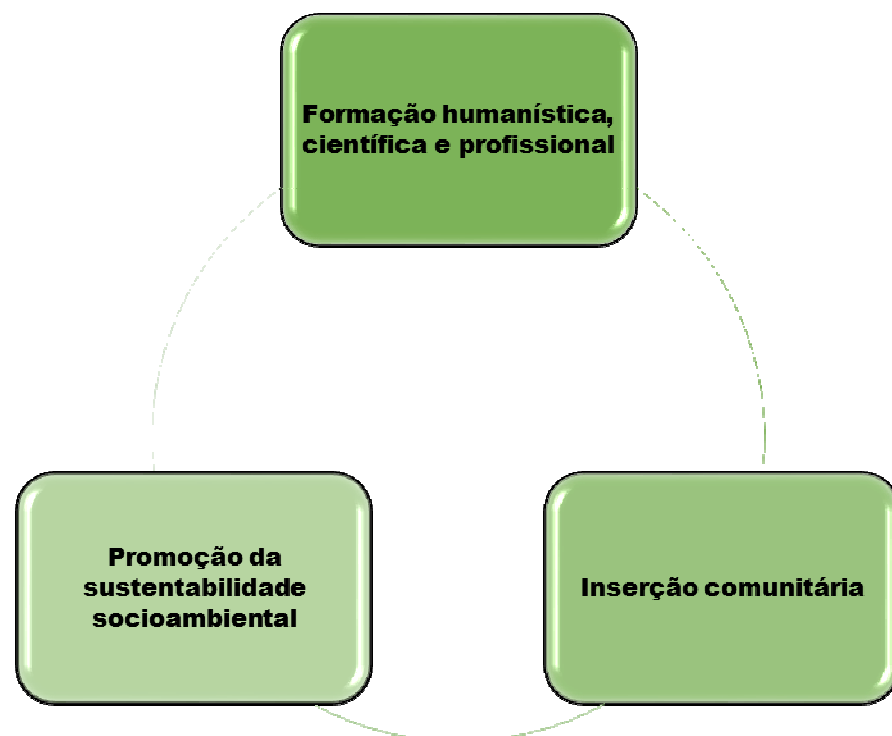 Formação humanística,
científica e profissional
Promoção da
sustentabilidade
socioambiental
Inserção comunitária